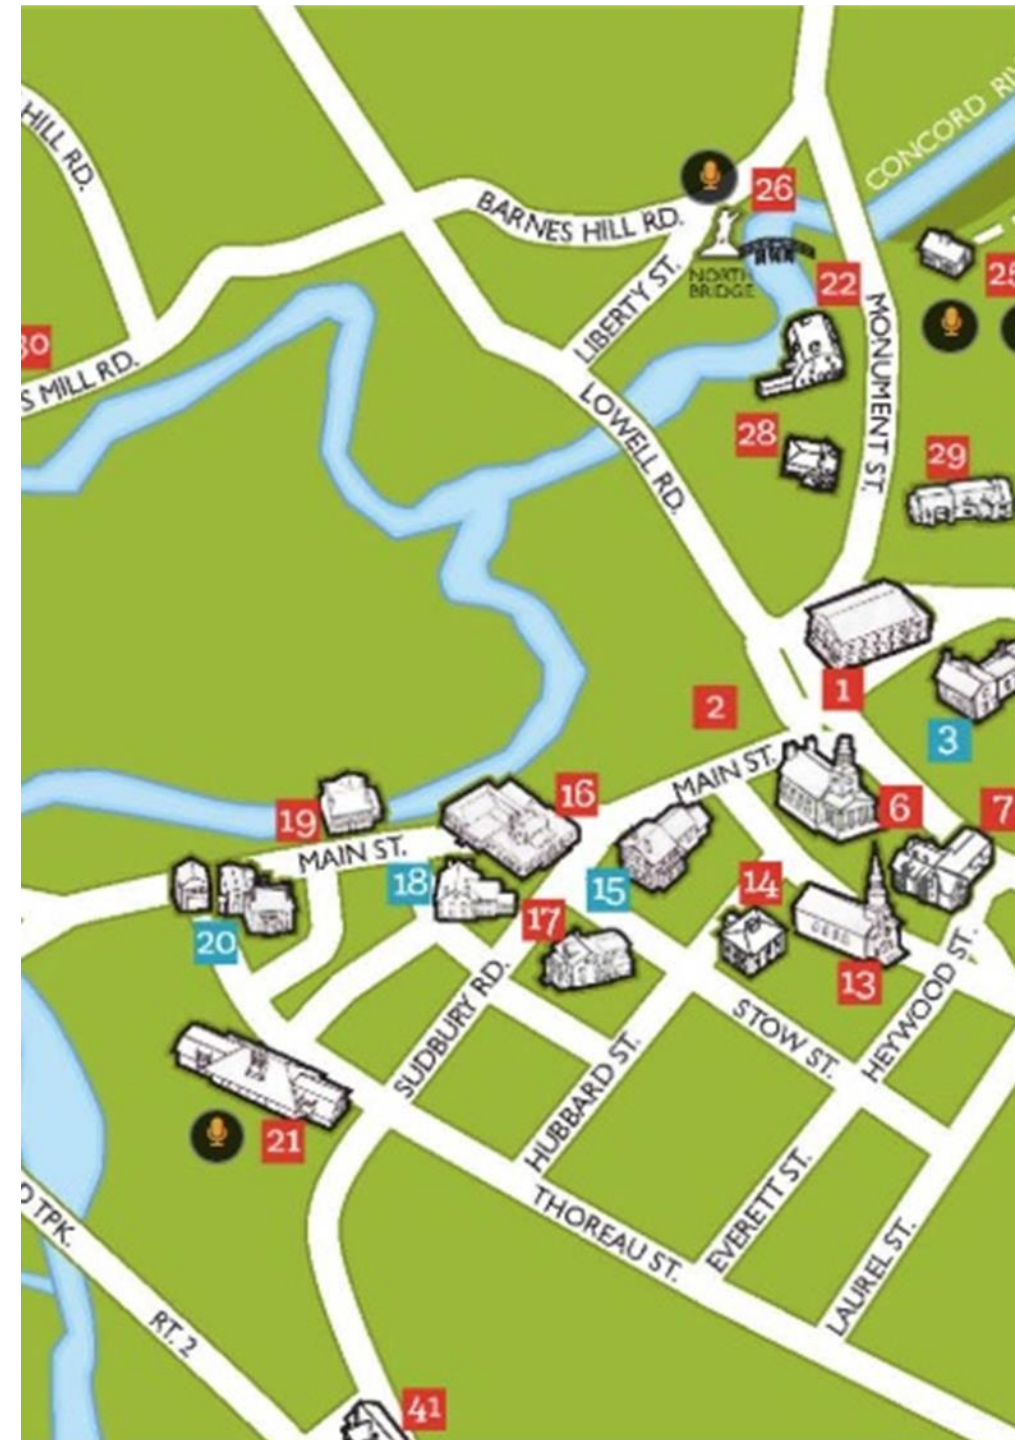 HILL RD.
CONCORD RIV
26
BARNES HILL RD.
NORTH
BRIDGE
25
22
LIBERTY ST.
MONUMENT ST.
30
S MILL RD.
LOWELL RD.
28
29
1
2
3
MAIN ST.
16
6
7
19
MAIN ST.
18
15
14
17
20
13
HEYWOOD ST.
SUDBURY RD.
STOW ST.
HUBBARD ST.
21
EVERETT ST.
THOREAU ST.
LAUREL ST.
TPK.
RT. 2
41